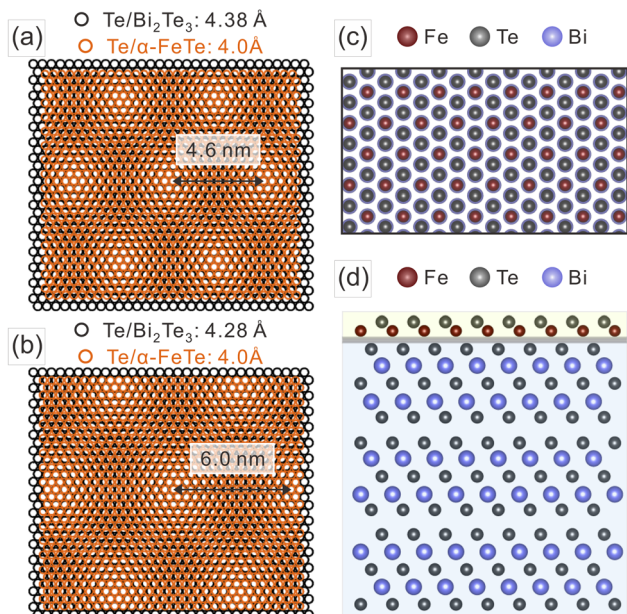 (a)
Te/Bi₂Te₃: 4.38 Å
Te/α-FeTe: 4.0Å
4.6 nm
(b)
Te/Bi₂Te₃: 4.28 Å
Te/α-FeTe: 4.0Å
6.0 nm
(c)
Fe Te Bi
(d)
Fe Te Bi